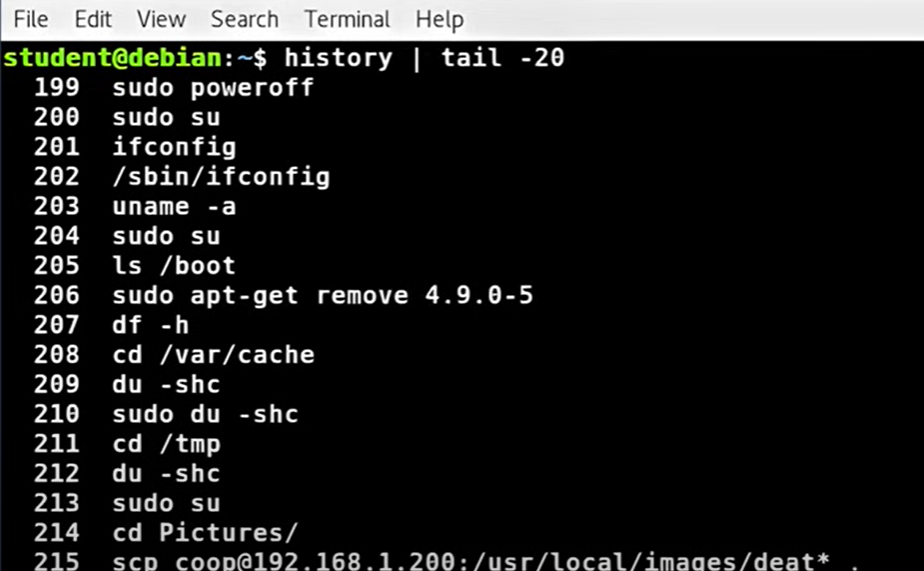 File Edit View Search Terminal Help
student@debian:~$ history | tail -20
199 sudo poweroff
200 sudo su
201 ifconfig
202 /sbin/ifconfig
203 uname -a
204 sudo su
205 ls /boot
206 sudo apt-get remove 4.9.0-5
207 df -h
208 cd /var/cache
209 du -shc
210 sudo du -shc
211 cd /tmp
212 du -shc
213 sudo su
214 cd Pictures/
215 scp coop@192.168.1.200:/usr/local/images/deat* .